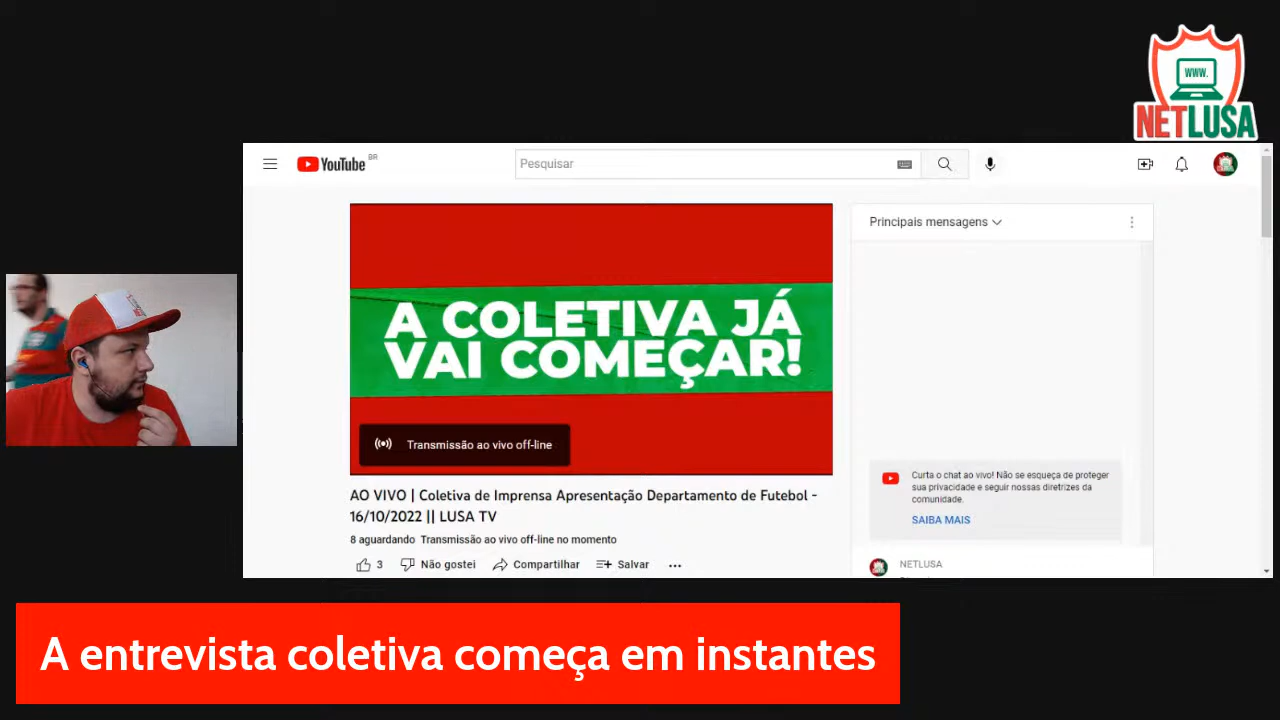 WWW.
NETLUSA
YouTube BR
Pesquisar
A COLETIVA JÁ
VAI COMEÇAR!
Transmissão ao vivo off-line
AO VIVO | Coletiva de Imprensa Apresentação Departamento de Futebol -
16/10/2022 || LUSA TV
8 aguardando Transmissão ao vivo off-line no momento
3 Não gostei Compartilhar Salvar
Principais mensagens
Curta o chat ao vivo! Não se esqueça de proteger
sua privacidade e seguir nossas diretrizes da
comunidade.
SAIBA MAIS
NETLUSA
A entrevista coletiva começa em instantes